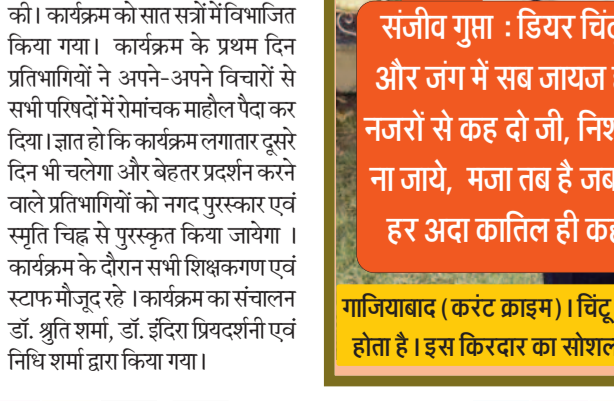 की। कार्यक्रम को सात सत्रों में विभाजित
किया गया। कार्यक्रम के प्रथम दिन
प्रतिभागियों ने अपने-अपने विचारों से
सभी परिषदों में रोमांचक माहौल पैदा कर
दिया। ज्ञात हो कि कार्यक्रम लगातार दूसरे
दिन भी चलेगा और बेहतर प्रदर्शन करने
वाले प्रतिभागियों को नगद पुरस्कार एवं
स्मृति चिह्न से पुरस्कृत किया जायेगा ।
कार्यक्रम के दौरान सभी शिक्षकगण एवं
स्टाफ मौजूद रहे । कार्यक्रम का संचालन
डॉ. श्रुति शर्मा, डॉ. इंदिरा प्रियदर्शनी एवं
निधि शर्मा द्वारा किया गया।
संजीव गुप्ता : डियर
और जंग में सब जायज
नजरों से कह दो जी,
ना जाये, मजा तब है जब
हर अदा कातिल ही
गाजियाबाद (करंट क्राइम)। चिंटू
होता है। इस किरदार का